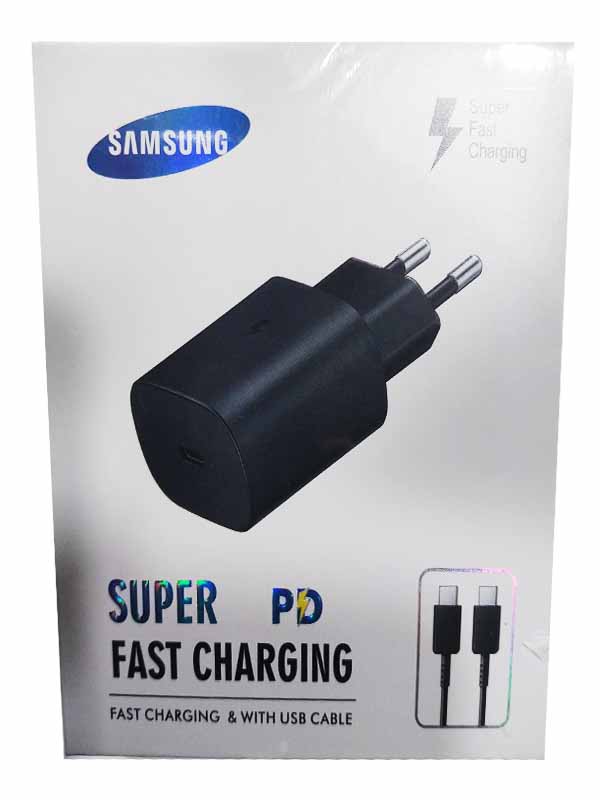 SAMSUNG
Super
Fast
Charging
SUPER PD
FAST CHARGING
FAST CHARGING & WITH USB CABLE